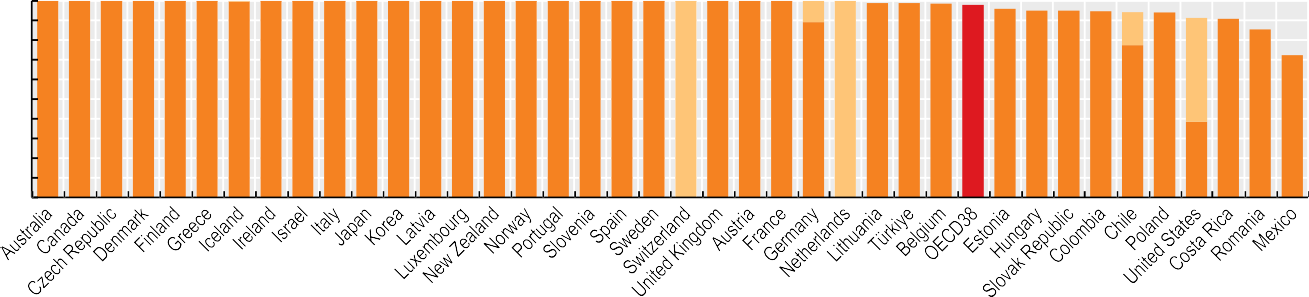 Australia
Canada
Czech Republic
Denmark
Finland
Greece
Iceland
Ireland
Israel
Italy
Japan
Korea
Latvia
Luxembourg
New Zealand
Norway
Portugal
Slovenia
Spain
Sweden
Switzerland
United Kingdom
Austria
France
Germany
Netherlands
Lithuania
Türkiye
Belgium
OECD38
Estonia
Hungary
Slovak Republic
Colombia
Chile
Poland
United States
Costa Rica
Romania
Mexico